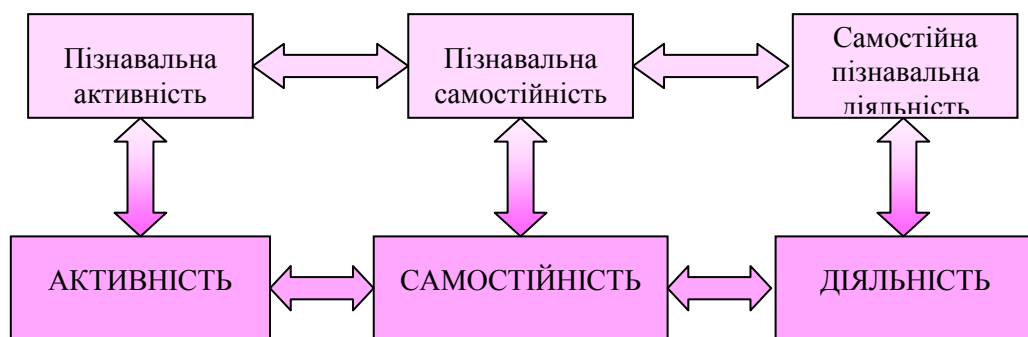 Пізнавальна
активність
Пізнавальна
самостійність
Самостійна
пізнавальна
діяльність
АКТИВНІСТЬ
САМОСТІЙНІСТЬ
ДІЯЛЬНІСТЬ